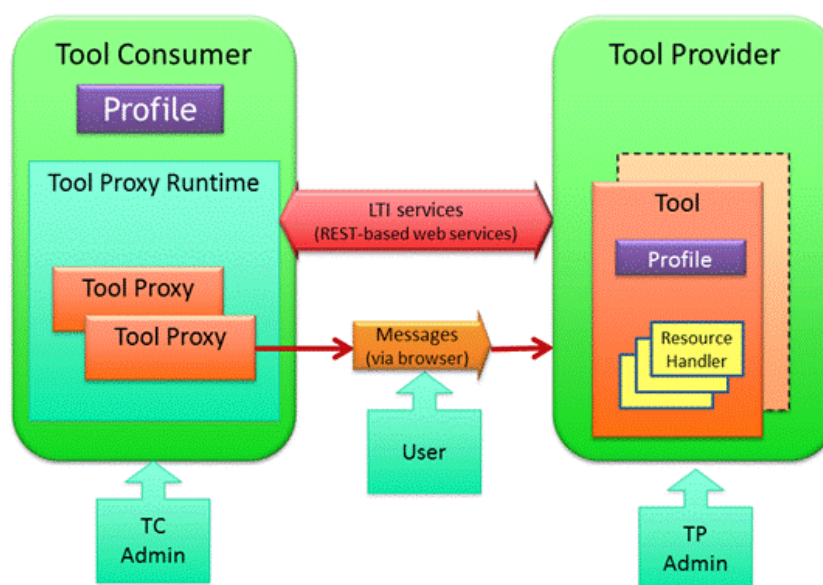 Tool Consumer
Profile
Tool Proxy Runtime
Tool Proxy
Tool Proxy
LTI services
(REST-based web services)
Messages
(via browser)
User
TC
Admin
Tool Provider
Tool
Profile
Resource
Handler
TP
Admin